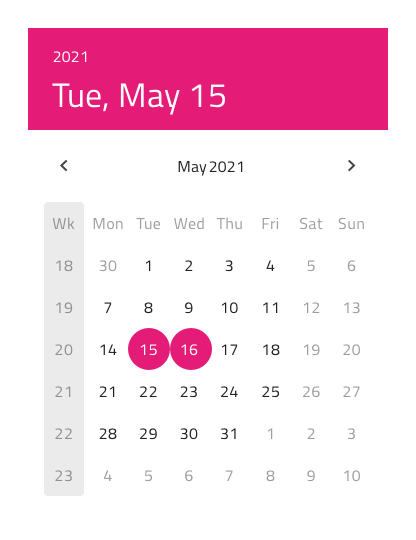 2021
Tue, May 15
May 2021
Wk Mon Tue Wed Thu Fri Sat Sun
18 30 1 2 3 4 5 6
19 7 8 9 10 11 12 13
20 14 15 16 17 18 19 20
21 21 22 23 24 25 26 27
22 28 29 30 31 1 2 3
23 4 5 6 7 8 9 10